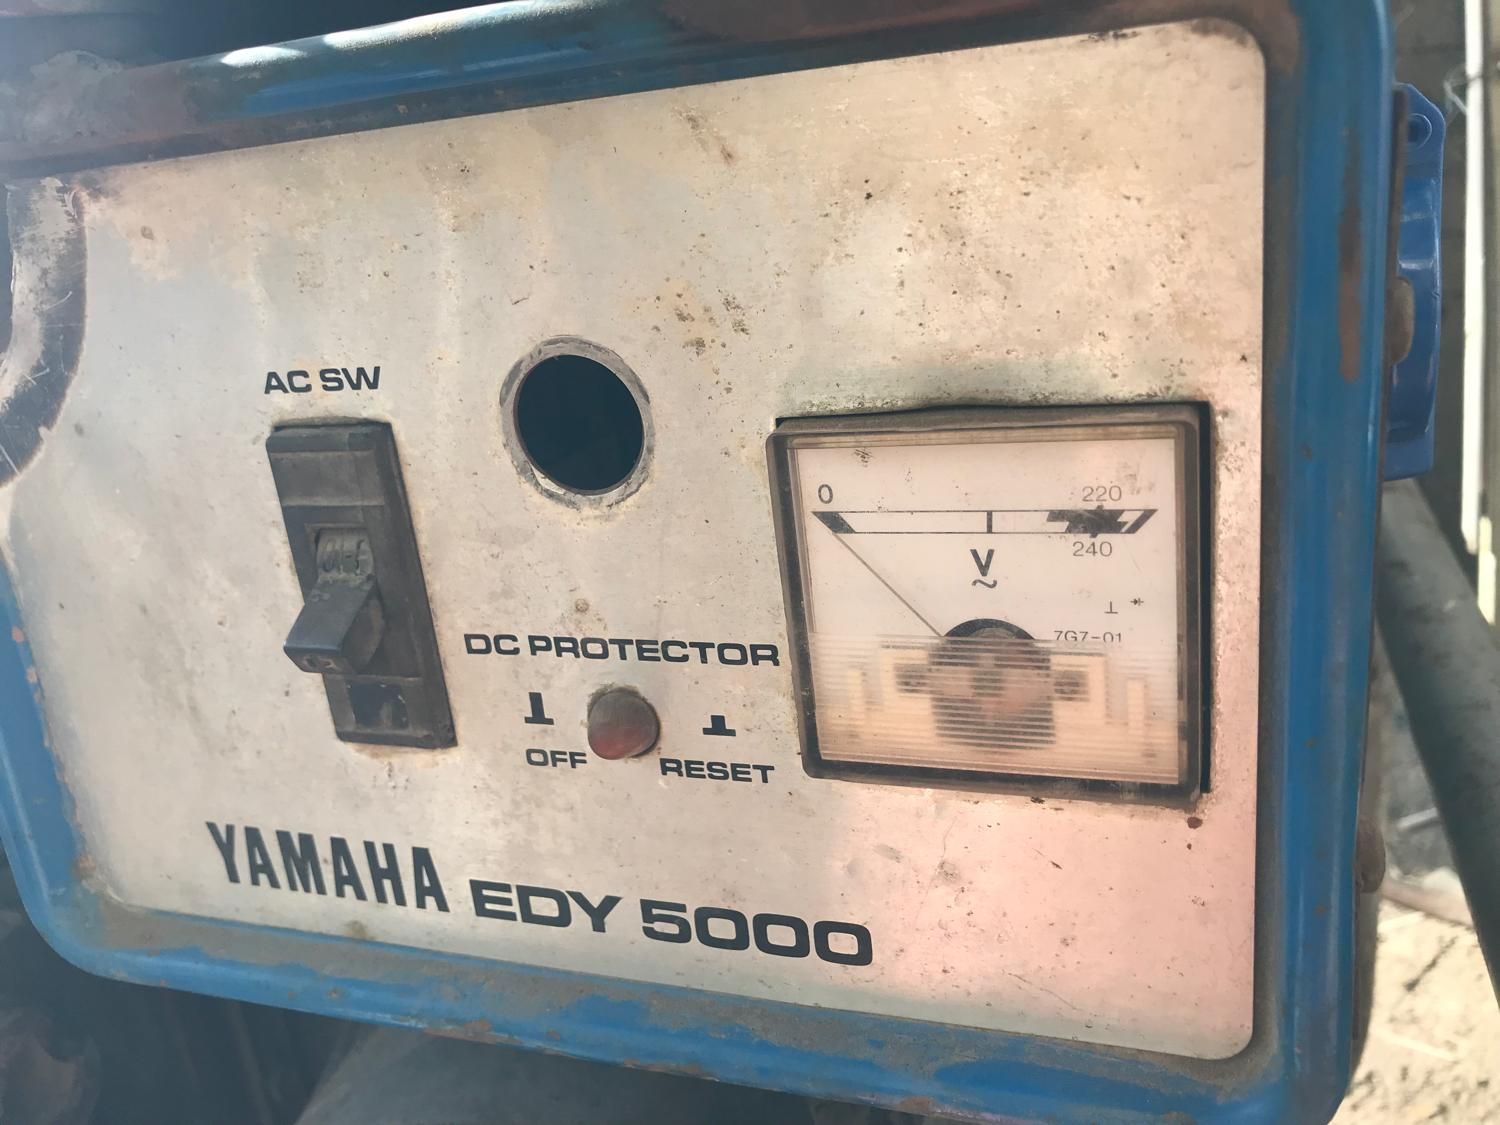 AC SW
0
220
240
V
~
7G7-01
DC PROTECTOR
OFF
RESET
YAMAHA EDY 5000